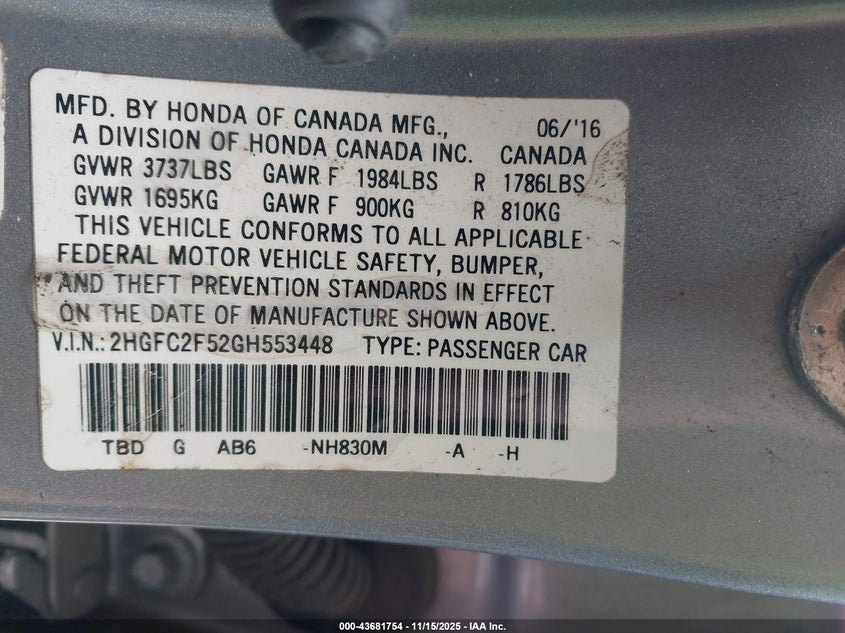 MFD. BY HONDA OF CANADA MFG., 06/'16
A DIVISION OF HONDA CANADA INC. CANADA
GVWR 3737LBS GAWR F 1984LBS R 1786LBS
GVWR 1695KG GAWR F 900KG R 810KG
THIS VEHICLE CONFORMS TO ALL APPLICABLE
FEDERAL MOTOR VEHICLE SAFETY, BUMPER,
AND THEFT PREVENTION STANDARDS IN EFFECT
ON THE DATE OF MANUFACTURE SHOWN ABOVE.
V.I.N.: 2HGFC2F52GH553448 TYPE: PASSENGER CAR
TBD G AB6 -NH830M -A -H
000-43681754 - 11/15/2025 - IAA Inc.